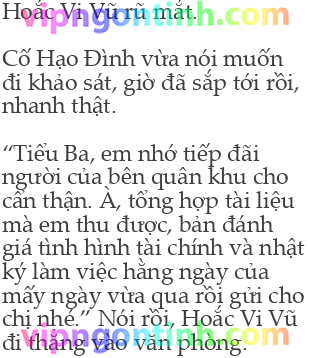 Hoắc Vi Vũ rũ mắt.
vipngontinh.com
Cố Hạo Đình vừa nói muốn
đi khảo sát, giờ đã sắp tới rồi,
nhanh thật.
“Tiểu Ba, em nhớ tiếp đãi
người của bên quân khu cho
cẩn thận. À, tổng hợp tài liệu
mà em thu được, bản đánh
giá tình hình tài chính và nhật
ký làm việc hằng ngày của
mấy ngày vừa qua rồi gửi cho
chị nhé.” Nói rồi, Hoắc Vi Vũ
đi thẳng vào văn phòng.
vipngontinh.com